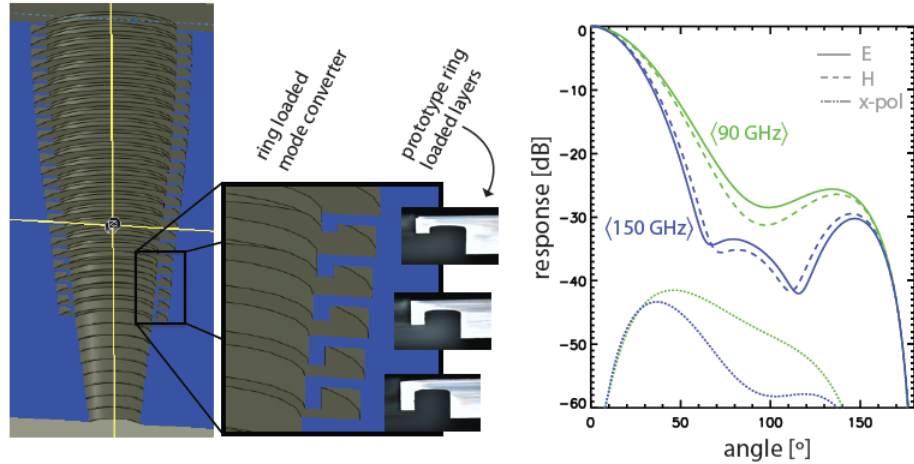 ring loaded
mode converter
prototype ring
loaded layers
response [dB]
0
−10
−20
−30
−40
−50
−60
E
H
x-pol
⟨90 GHz⟩
⟨150 GHz⟩
0
50
100
150
angle [º]